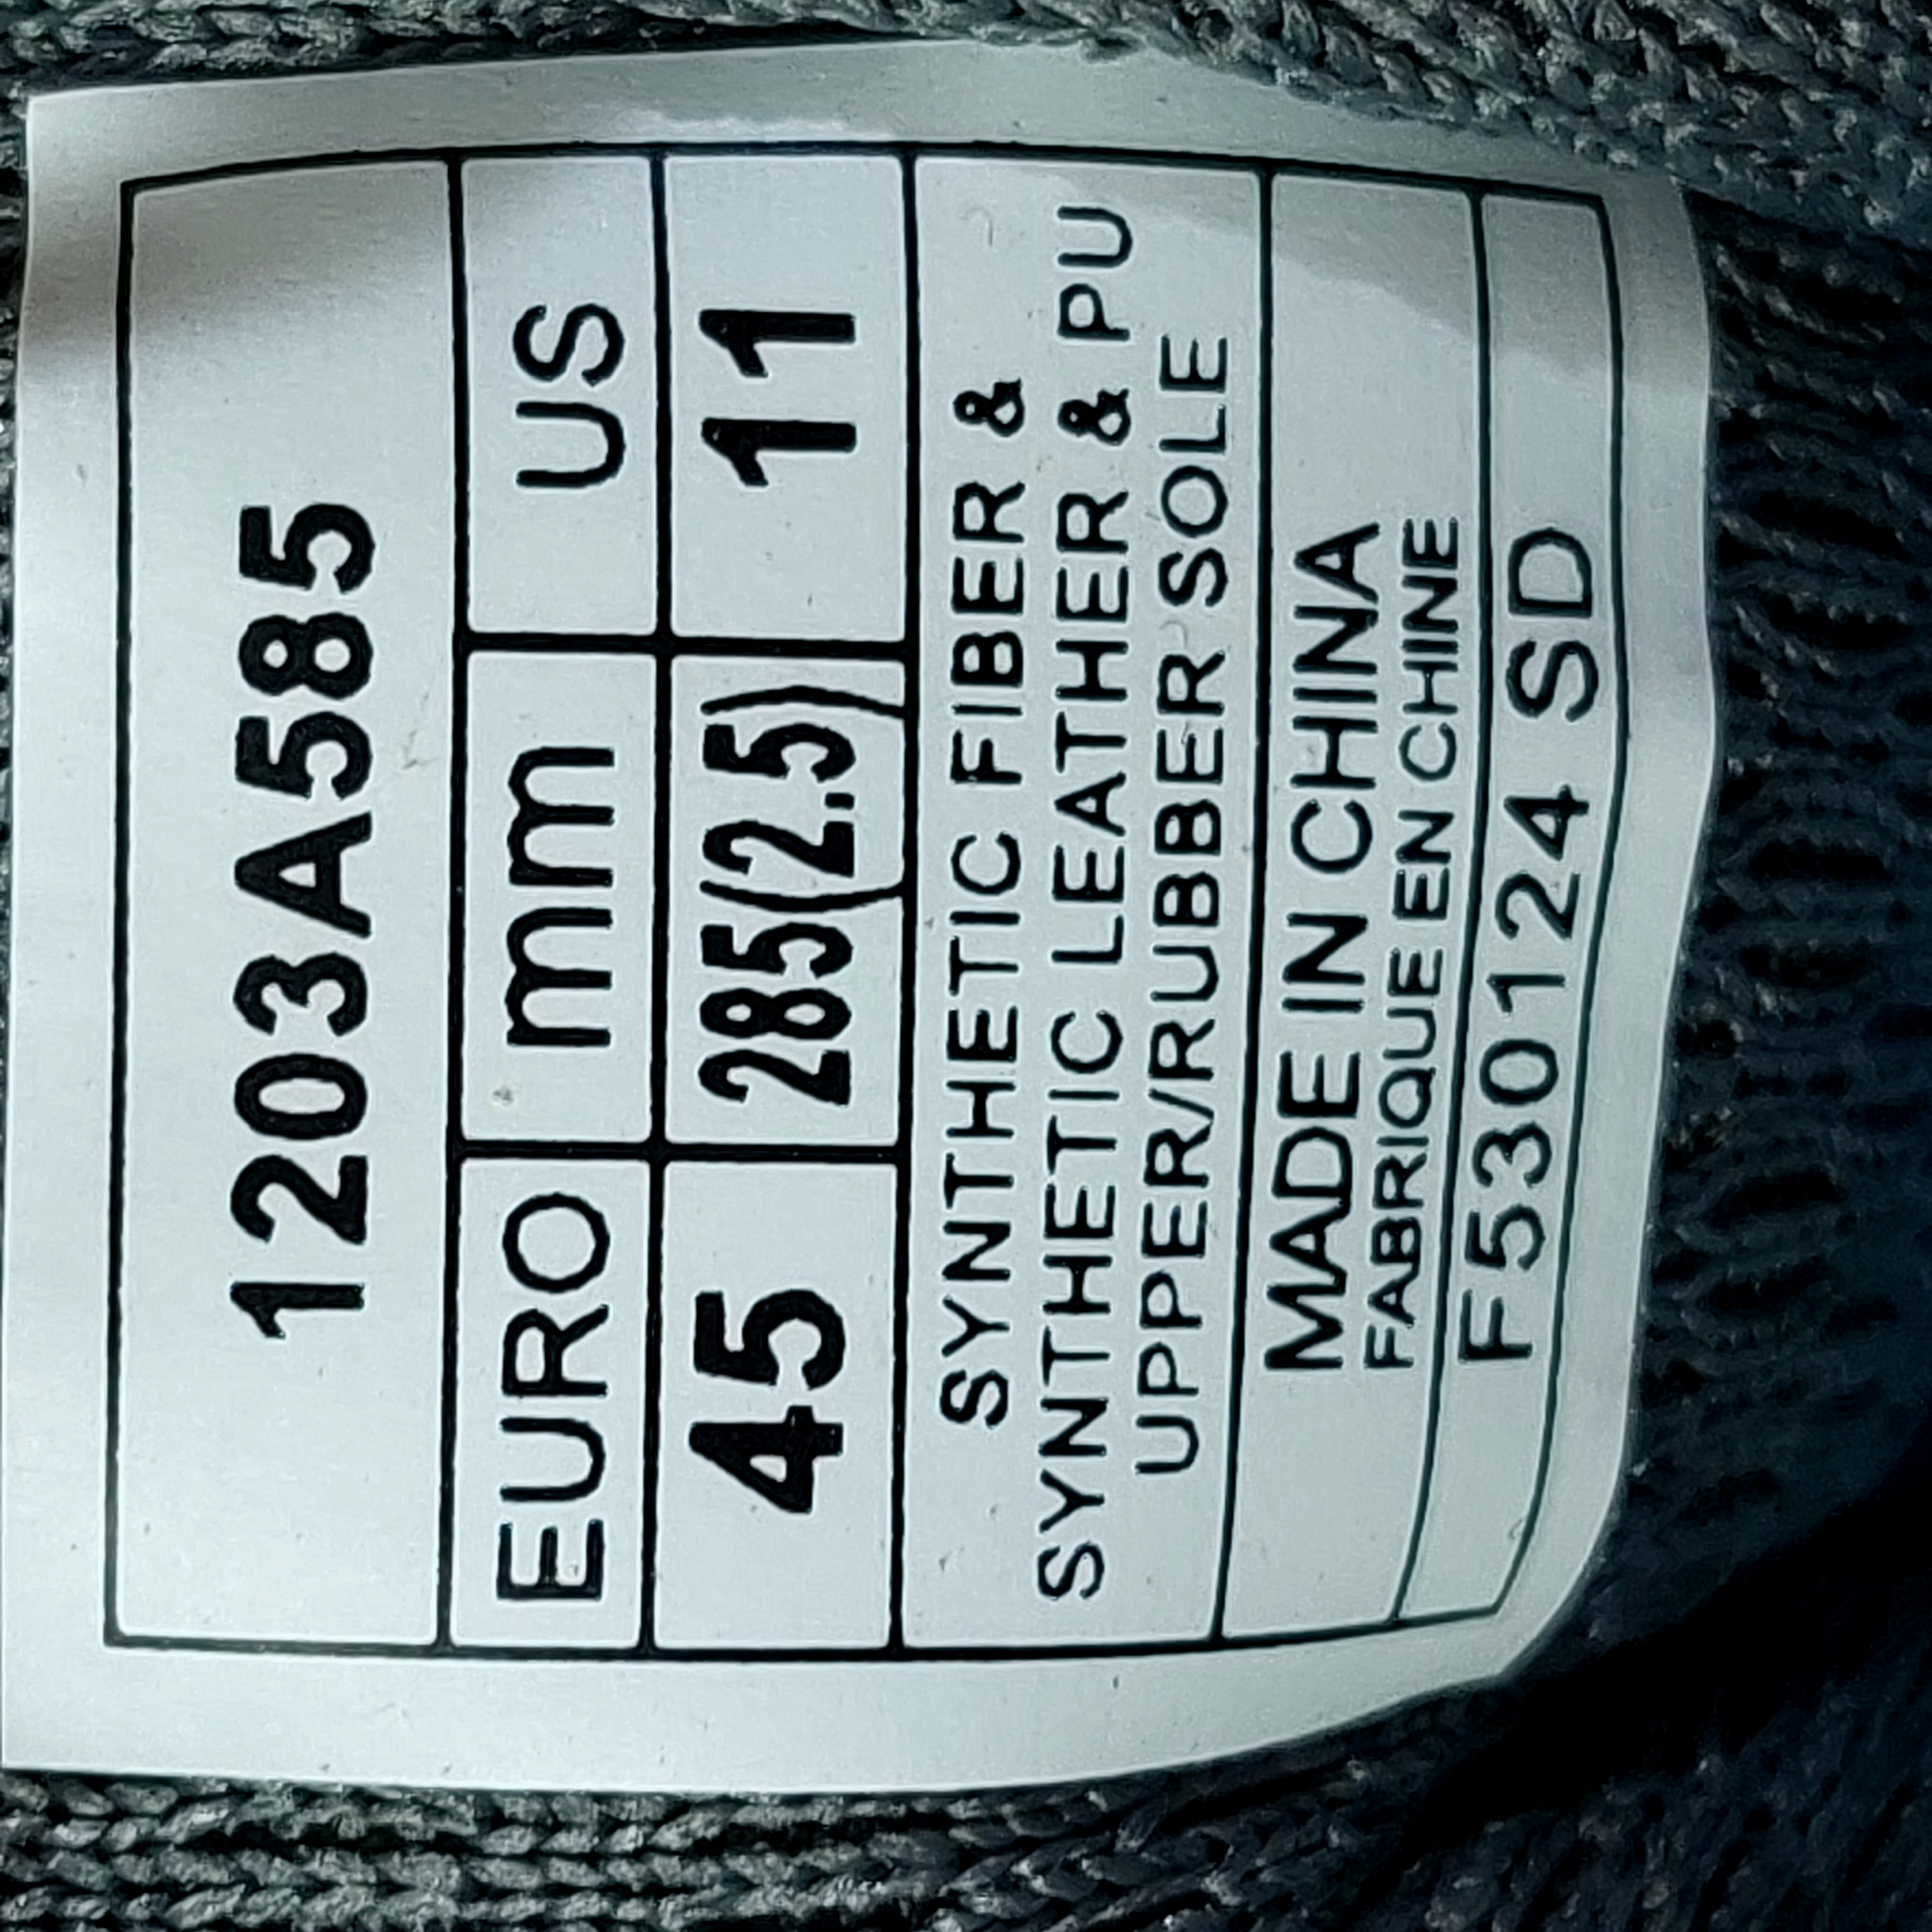 1203A585
EURO mm US
45 285(2.5) 11
SYNTHETIC FIBER &
SYNTHETIC LEATHER & PU
UPPER/RUBBER SOLE
MADE IN CHINA
FABRIQUE EN CHINE
F530124 SD